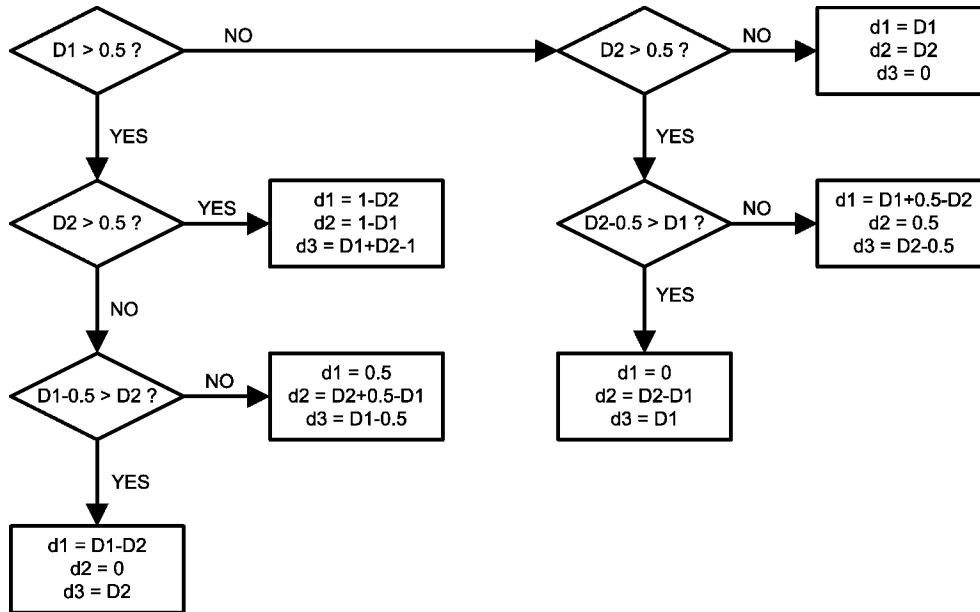 D1 > 0.5 ?
NO
D2 > 0.5 ?
NO
d1 = D1
d2 = D2
d3 = 0
YES
YES
D2 > 0.5 ?
YES
d1 = 1-D2
d2 = 1-D1
d3 = D1+D2-1
D2-0.5 > D1 ?
NO
d1 = D1+0.5-D2
d2 = 0.5
d3 = D2-0.5
NO
YES
D1-0.5 > D2 ?
NO
d1 = 0.5
d2 = D2+0.5-D1
d3 = D1-0.5
d1 = 0
d2 = D2-D1
d3 = D1
YES
d1 = D1-D2
d2 = 0
d3 = D2